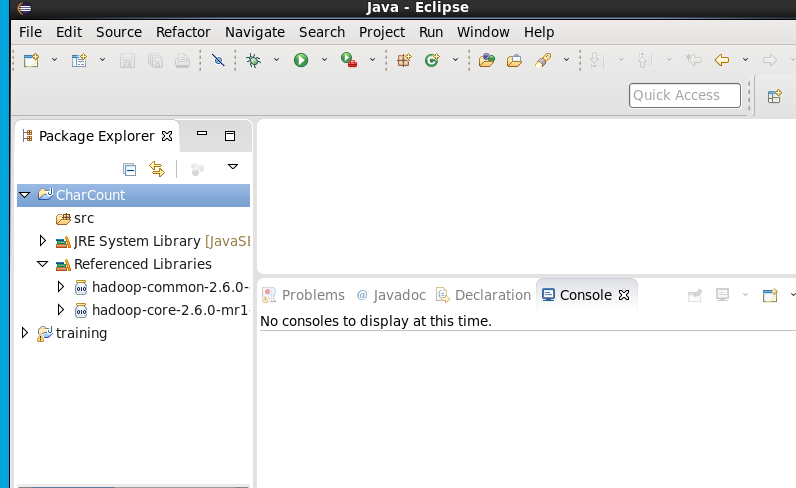 Java - Eclipse
File Edit Source Refactor Navigate Search Project Run Window Help
Quick Access
Package Explorer
CharCount
src
JRE System Library [JavaSE
Referenced Libraries
hadoop-common-2.6.0-
hadoop-core-2.6.0-mr1
training
Problems @ Javadoc Declaration Console
No consoles to display at this time.